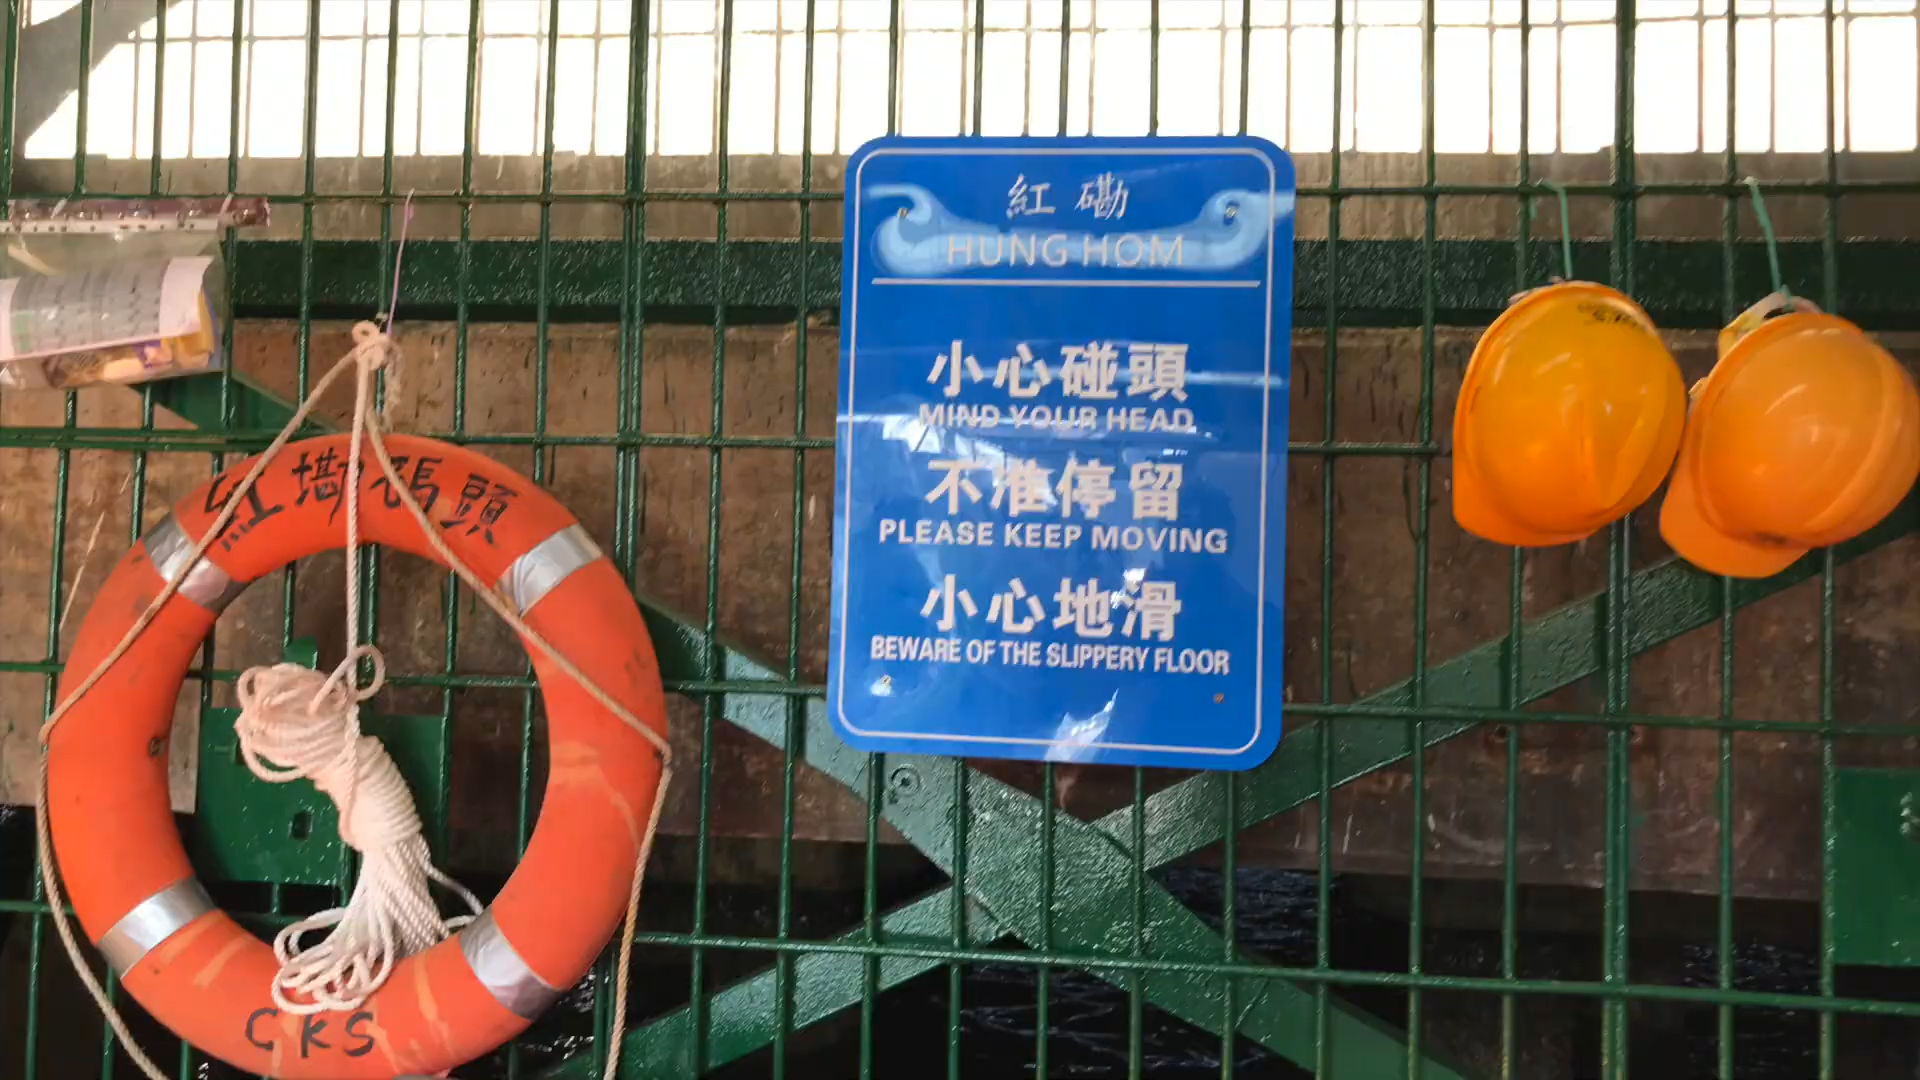 紅磡
HUNG HOM
小心碰頭
MIND YOUR HEAD
不准停留
PLEASE KEEP MOVING
小心地滑
BEWARE OF THE SLIPPERY FLOOR
紅磡碼頭
CKS